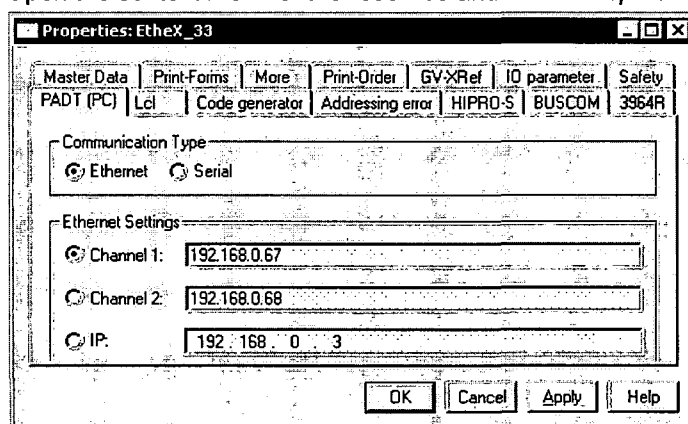 Properties: EtheX_33
Master Data Print-Forms More Print-Order GV-XRef IO parameter Safety
PADT (PC) Lcl Code generator Addressing error HIPRO-S BUSCOM 3964R
Communication Type
Ethernet Serial
Ethernet Settings
Channel 1: 192.168.0.67
Channel 2: 192.168.0.68
IP: 192 . 168 . 0 . 3
OK Cancel Apply Help